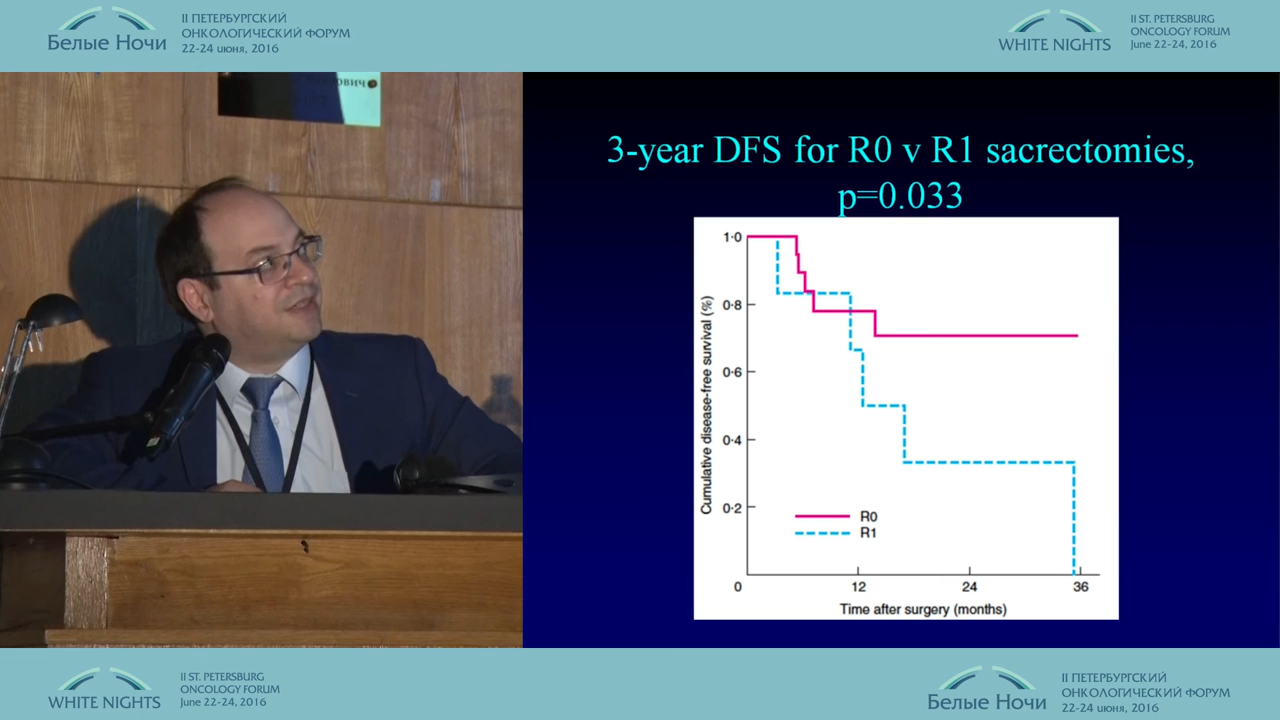 II ПЕТЕРБУРГСКИЙ
ОНКОЛОГИЧЕСКИЙ ФОРУМ
Белые Ночи
22-24 июня, 2016
II ST. PETERSBURG
ONCOLOGY FORUM
WHITE NIGHTS
June 22-24, 2016
3-year DFS for R0 v R1 sacrectomies,
p=0.033
Cumulative disease-free survival (%)
1·0
0·8
0·6
0·4
0·2
0
12
24
36
R0
R1
Time after surgery (months)
II ST. PETERSBURG
ONCOLOGY FORUM
WHITE NIGHTS
June 22-24, 2016
II ПЕТЕРБУРГСКИЙ
ОНКОЛОГИЧЕСКИЙ ФОРУМ
Белые Ночи
22-24 июня, 2016